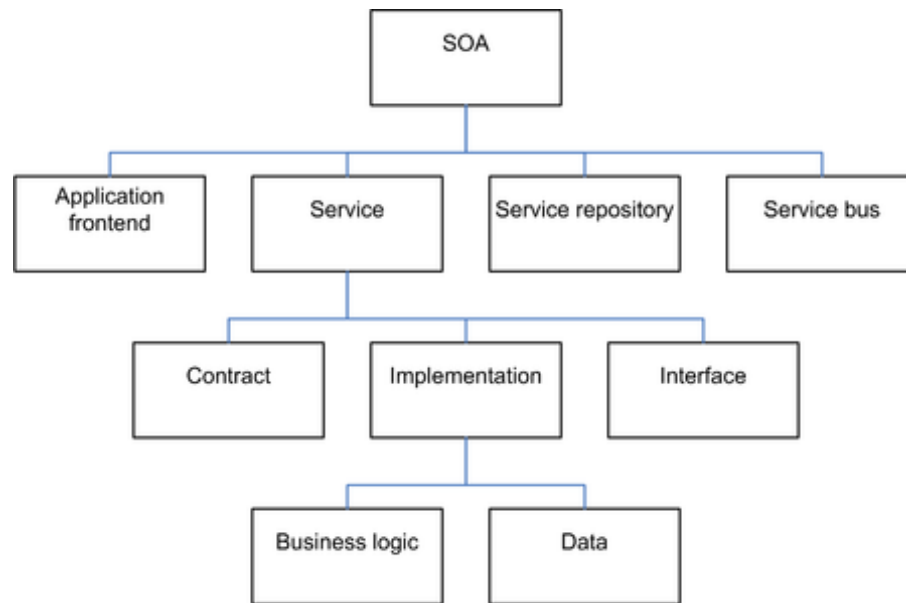 SOA
Application
frontend
Service
Service repository
Service bus
Contract
Implementation
Interface
Business logic
Data